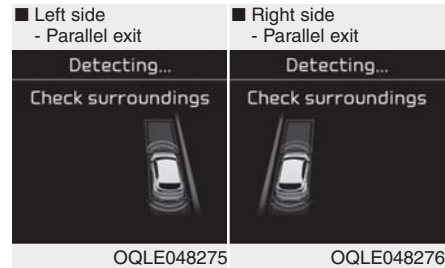 ■ Left side
- Parallel exit
Detecting...
Check surroundings
OQLE048275
■ Right side
- Parallel exit
Detecting...
Check surroundings
OQLE048276